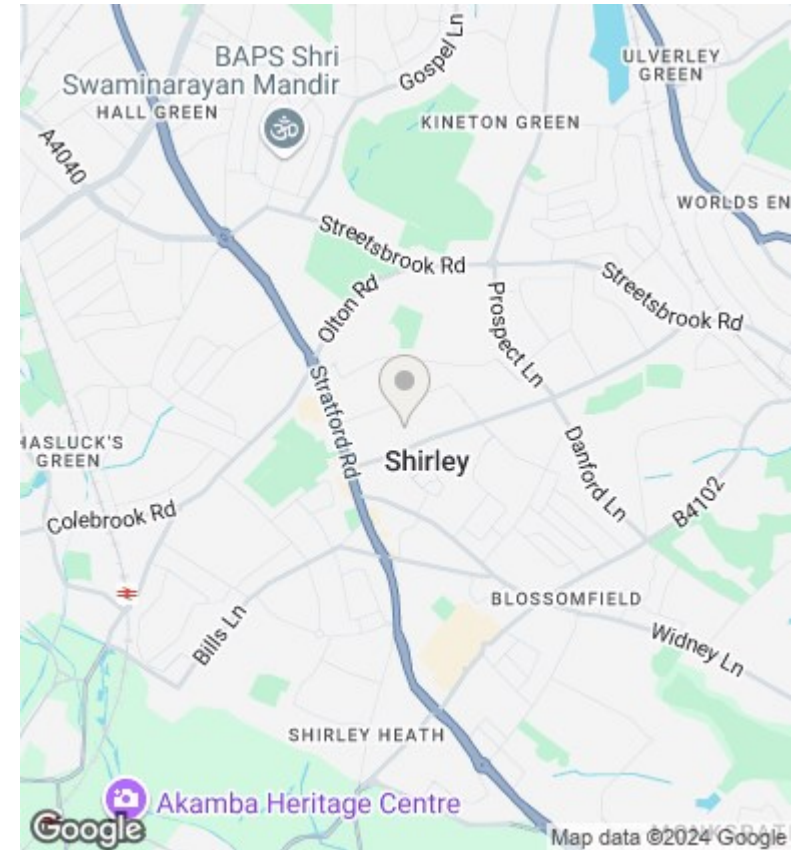 BAPS Shri
Swaminarayan Mandir
HALL GREEN
Gospel Ln
ULVERLEY
GREEN
KINETON GREEN
A4040
WORLDS EN
Streetsbrook Rd
Streetsbrook Rd
Olton Rd
Prospect Ln
Stratford Rd
HASLUCK'S
GREEN
Shirley
Danford Ln
B4102
Colebrook Rd
BLOSSOMFIELD
Bills Ln
Widney Ln
SHIRLEY HEATH
Akamba Heritage Centre
Google
Map data ©2024 Google